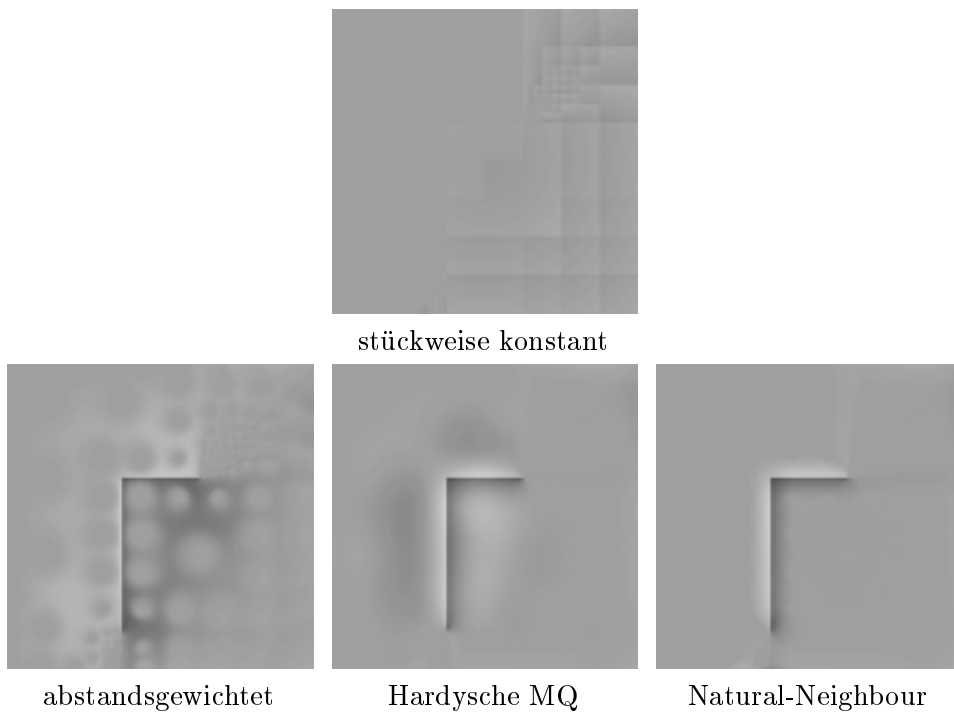 stückweise konstant
abstandsgewichtet
Hardysche MQ
Natural-Neighbour